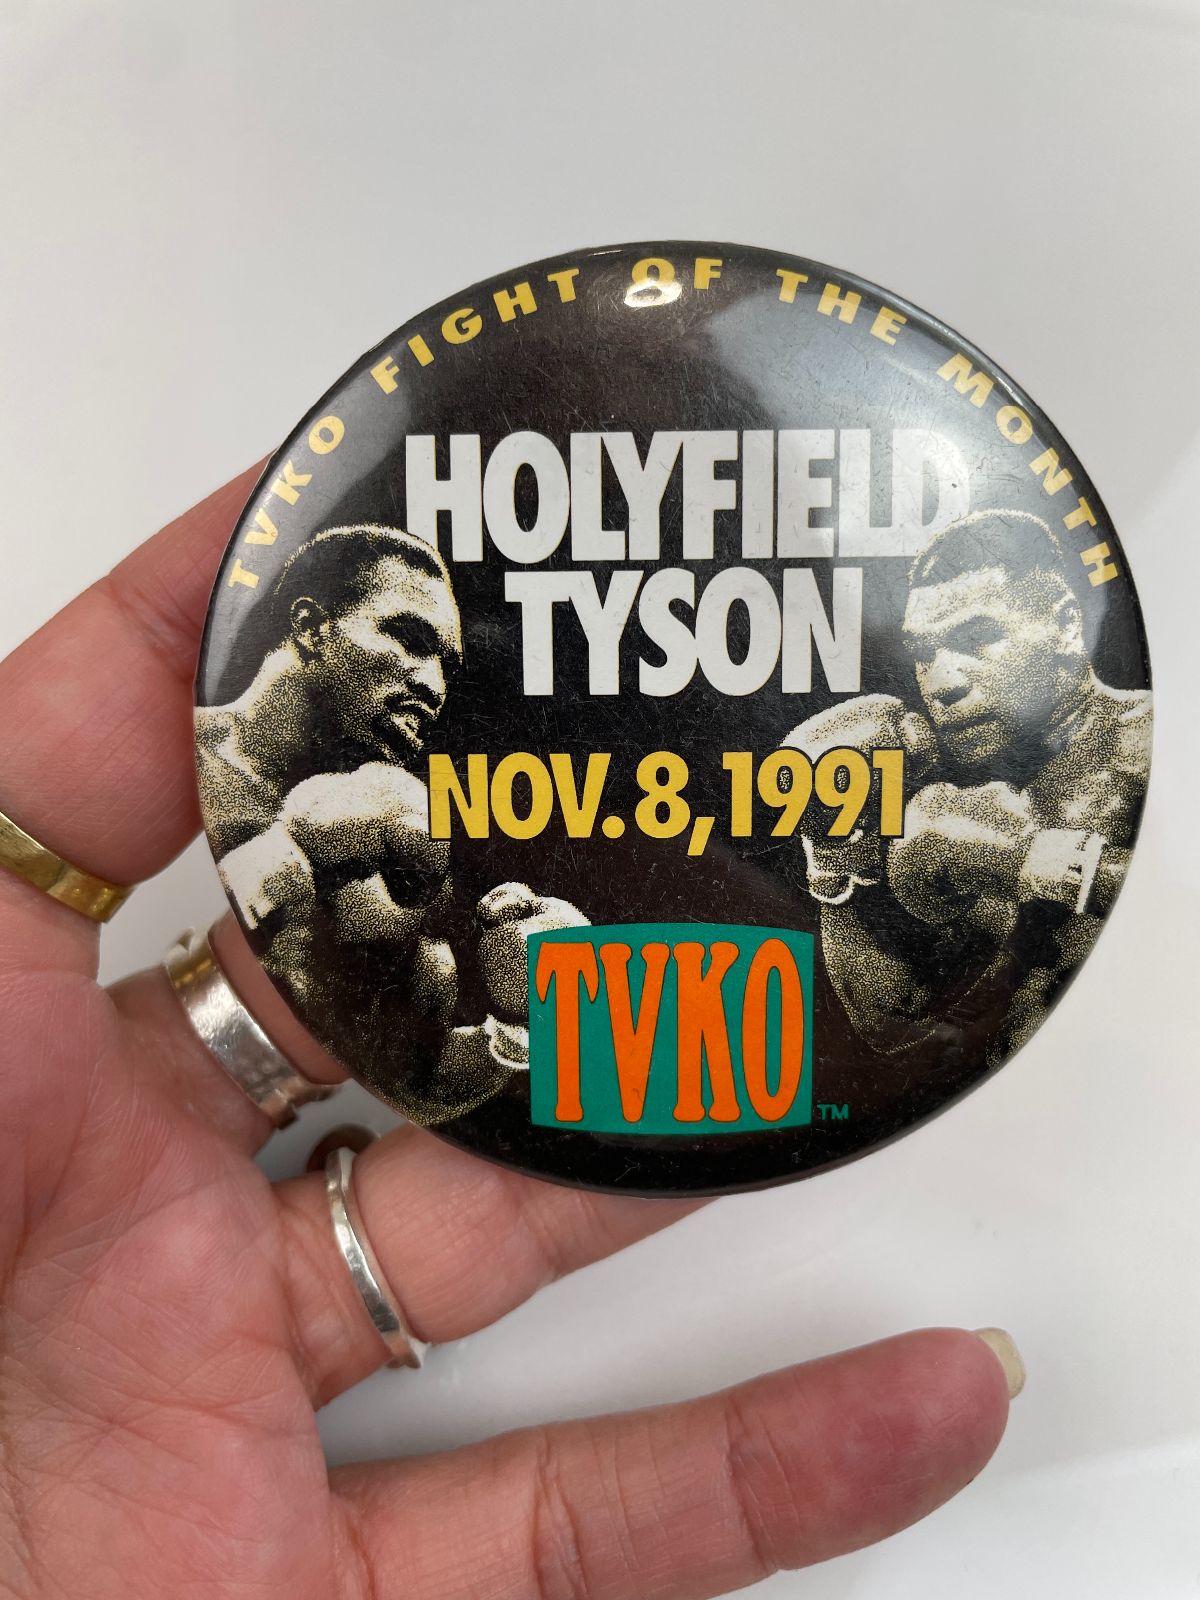 TVKO FIGHT OF THE MONTH
HOLYFIELD
TYSON
NOV. 8, 1991
TVKO TM